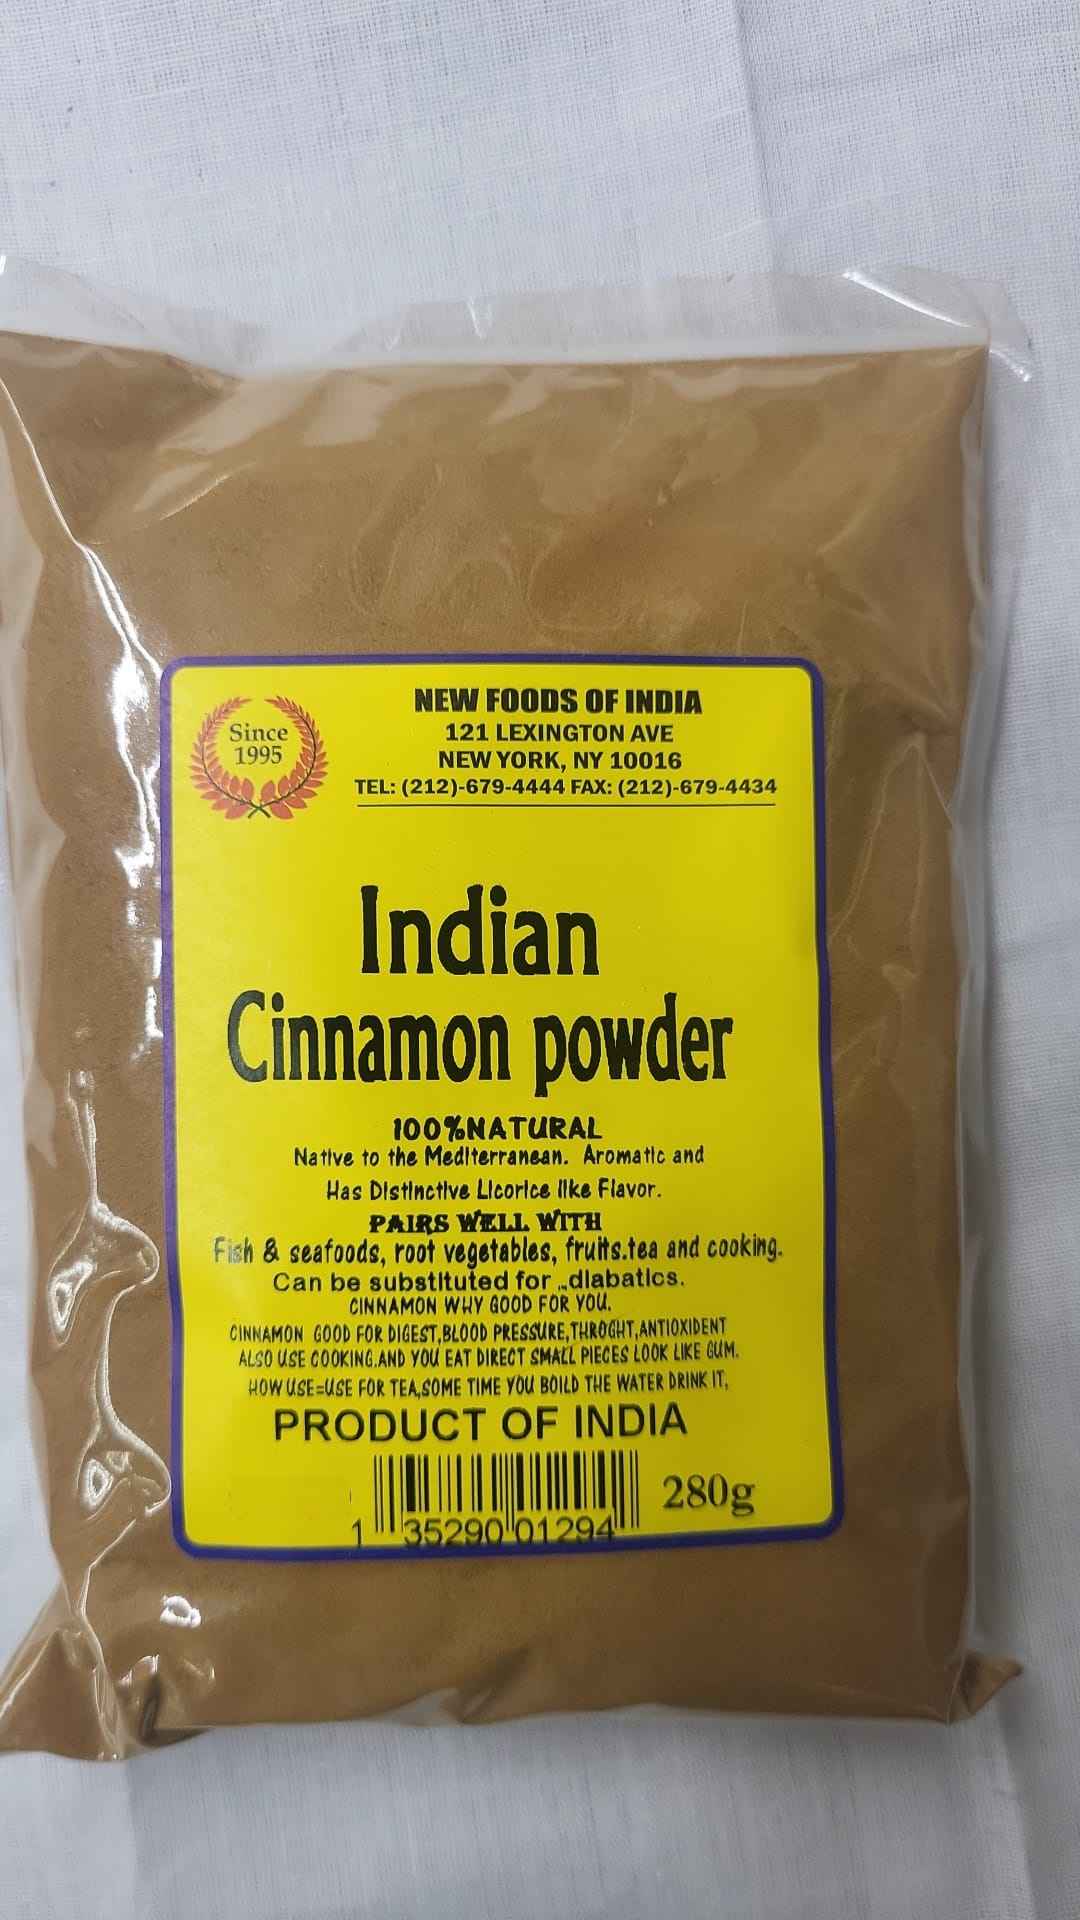 Since
1995
NEW FOODS OF INDIA
121 LEXINGTON AVE
NEW YORK, NY 10016
TEL: (212)-679-4444 FAX: (212)-679-4434
Indian
Cinnamon powder
100%NATURAL
Native to the Mediterranean. Aromatic and
Has Distinctive Licorice like Flavor.
PAIRS WELL WITH
Fish & seafoods, root vegetables, fruits.tea and cooking.
Can be substituted for ...diabatics.
CINNAMON WHY GOOD FOR YOU.
CINNAMON GOOD FOR DIGEST,BLOOD PRESSURE,THROGHT,ANTIOXIDENT
ALSO USE COOKING.AND YOU EAT DIRECT SMALL PIECES LOOK LIKE GUM.
HOW USE=USE FOR TEA,SOME TIME YOU BOILD THE WATER DRINK IT,
PRODUCT OF INDIA
280g
1 35290 01294